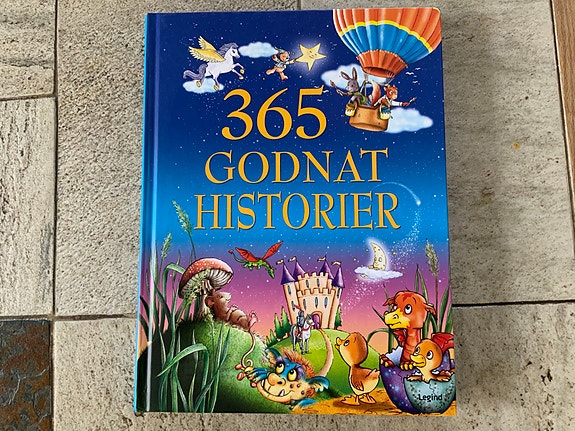 365
GODNAT
HISTORIER
Legind